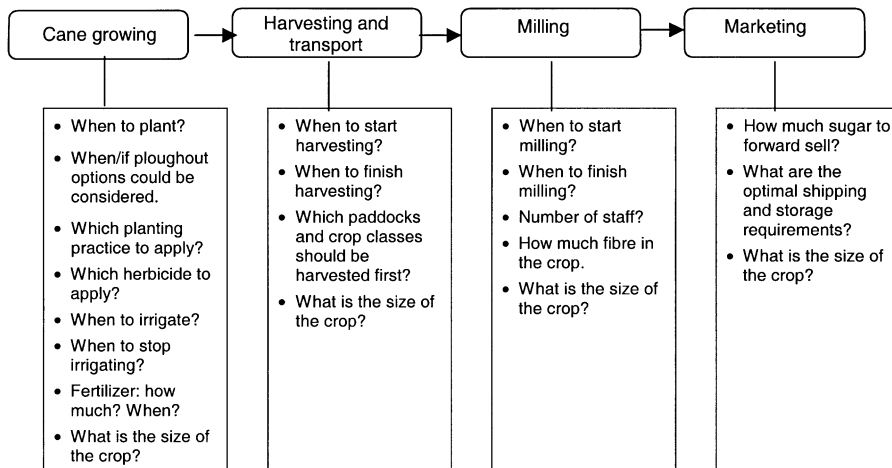 Cane growing
Harvesting and
transport
Milling
Marketing
• When to plant?
• When/if ploughout
options could be
considered.
• Which planting
practice to apply?
• Which herbicide to
apply?
• When to irrigate?
• When to stop
irrigating?
• Fertilizer: how
much? When?
• What is the size of
the crop?
• When to start
harvesting?
• When to finish
harvesting?
• Which paddocks
and crop classes
should be
harvested first?
• What is the size of
the crop?
• When to start
milling?
• When to finish
milling?
• Number of staff?
• How much fibre in
the crop.
• What is the size of
the crop?
• How much sugar to
forward sell?
• What are the
optimal shipping
and storage
requirements?
• What is the size of
the crop?